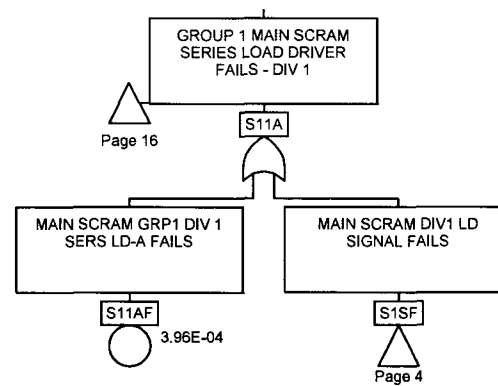 GROUP 1 MAIN SCRAM
SERIES LOAD DRIVER
FAILS - DIV 1
Page 16
S11A
MAIN SCRAM GRP1 DIV 1
SERS LD-A FAILS
MAIN SCRAM DIV1 LD
SIGNAL FAILS
S11AF
3.96E-04
S1SF
Page 4